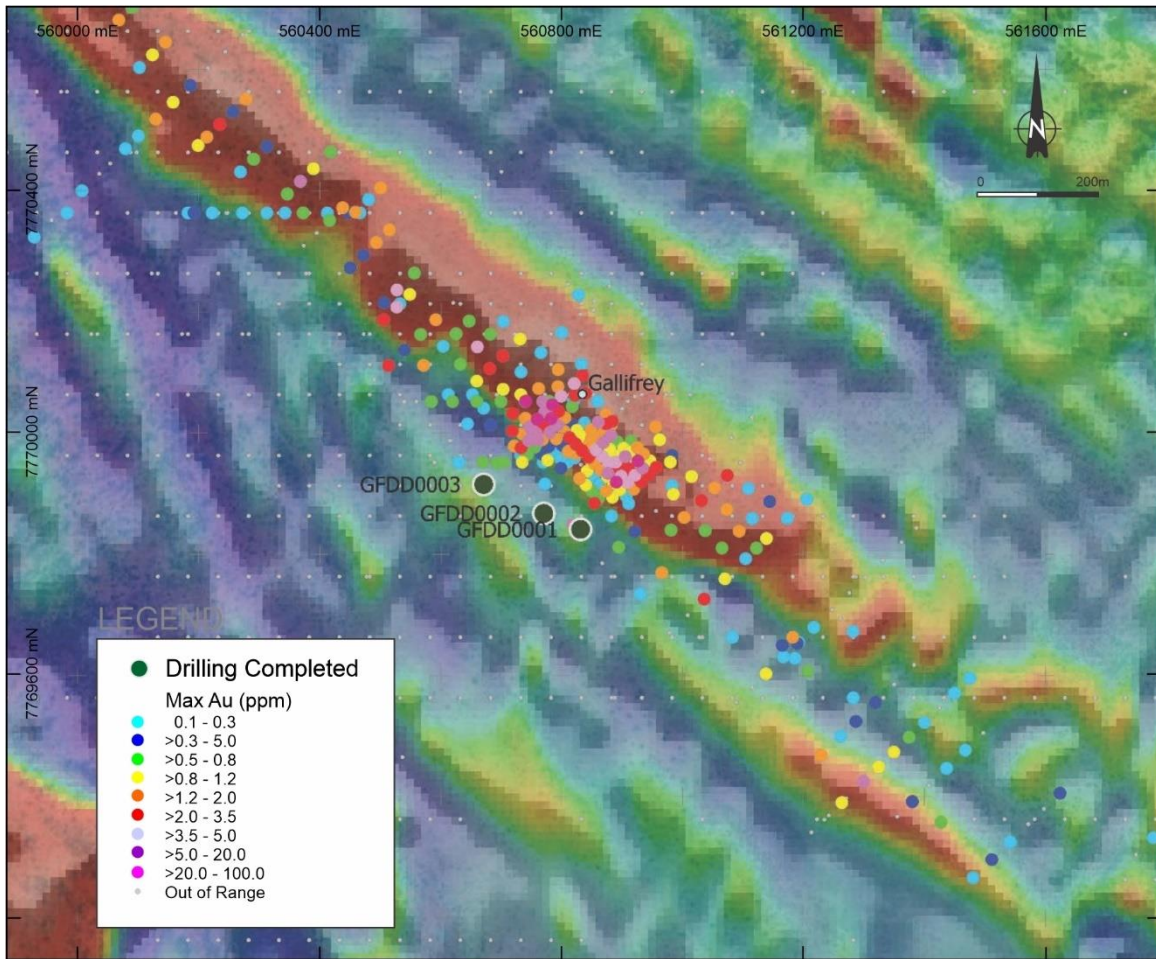 560000 mE 560400 mE 560800 mE 561200 mE 561600 mE
N
0 200m
7770400 mN
Gallifrey
7770000 mN
GFDD0003
GFDD0002
GFDD0001
7769600 mN
LEGEND
Drilling Completed
Max Au (ppm)
0.1 - 0.3
>0.3 - 5.0
>0.5 - 0.8
>0.8 - 1.2
>1.2 - 2.0
>2.0 - 3.5
>3.5 - 5.0
>5.0 - 20.0
>20.0 - 100.0
Out of Range